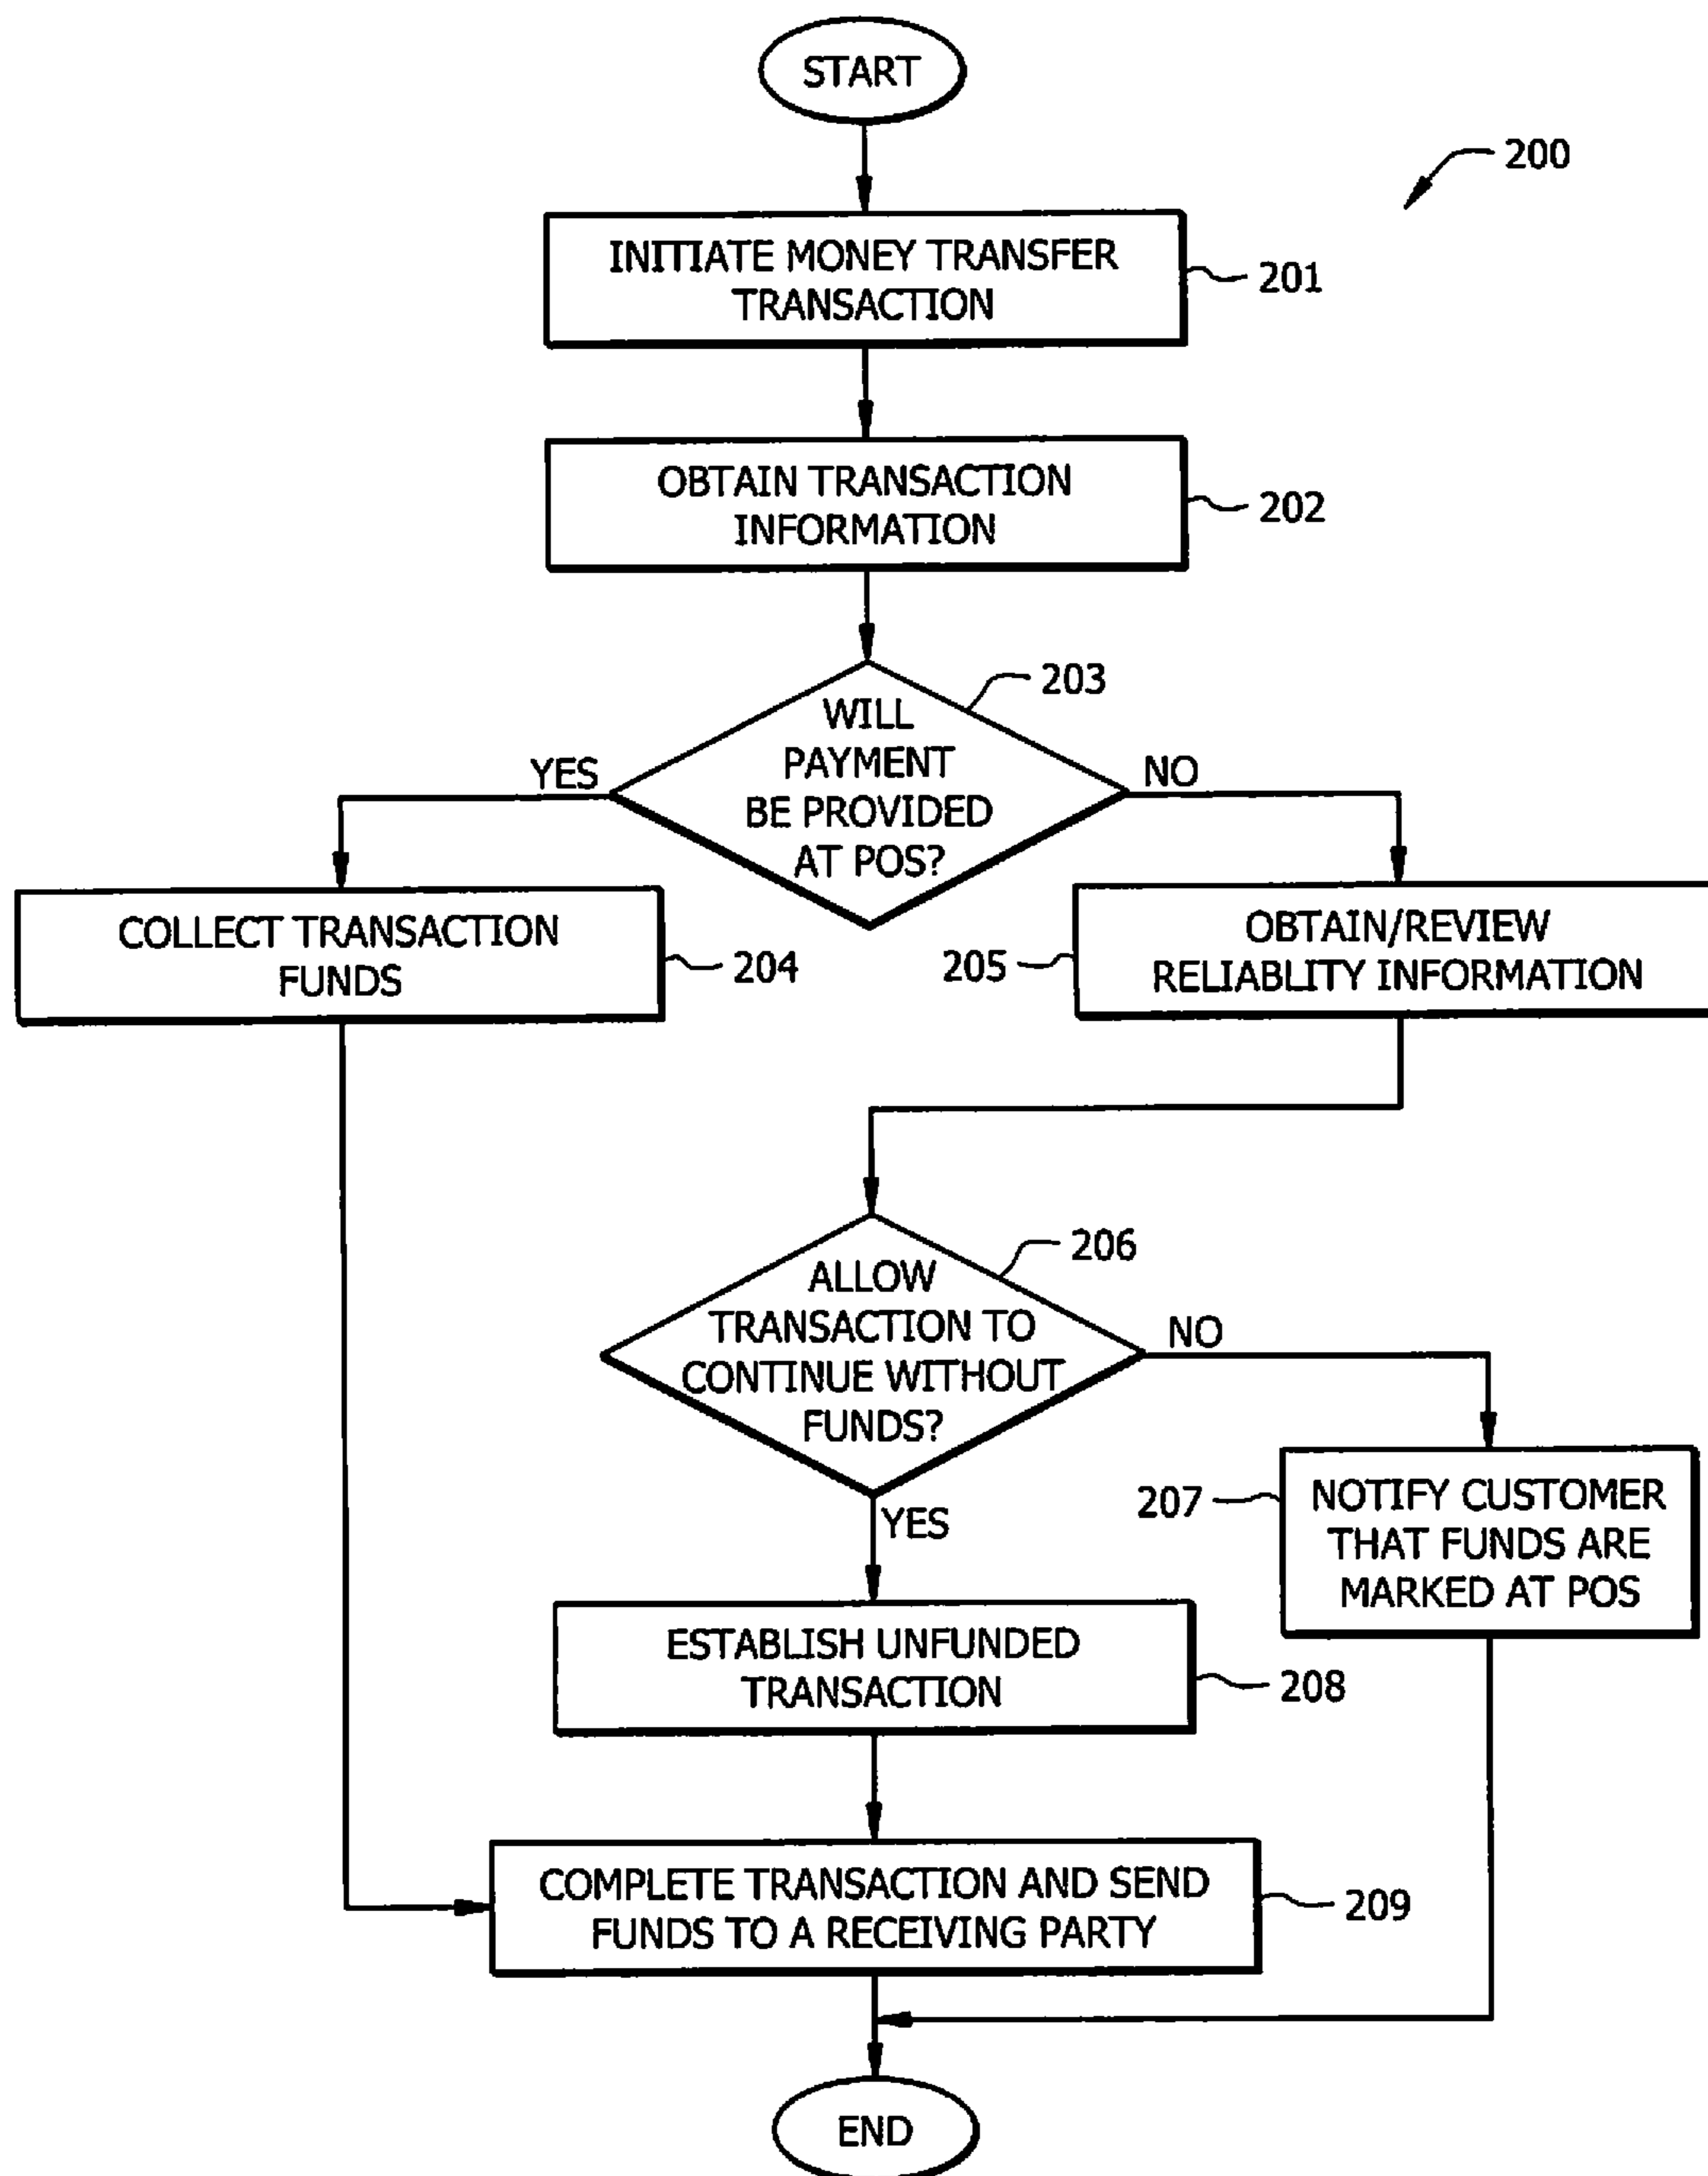 START
200
INITIATE MONEY TRANSFER
TRANSACTION
201
OBTAIN TRANSACTION
INFORMATION
202
203
WILL
PAYMENT
BE PROVIDED
AT POS?
YES
NO
COLLECT TRANSACTION
FUNDS
204
205
OBTAIN/REVIEW
RELIABLITY INFORMATION
206
ALLOW
TRANSACTION TO
CONTINUE WITHOUT
FUNDS?
NO
YES
207
NOTIFY CUSTOMER
THAT FUNDS ARE
MARKED AT POS
ESTABLISH UNFUNDED
TRANSACTION
208
COMPLETE TRANSACTION AND SEND
FUNDS TO A RECEIVING PARTY
209
END